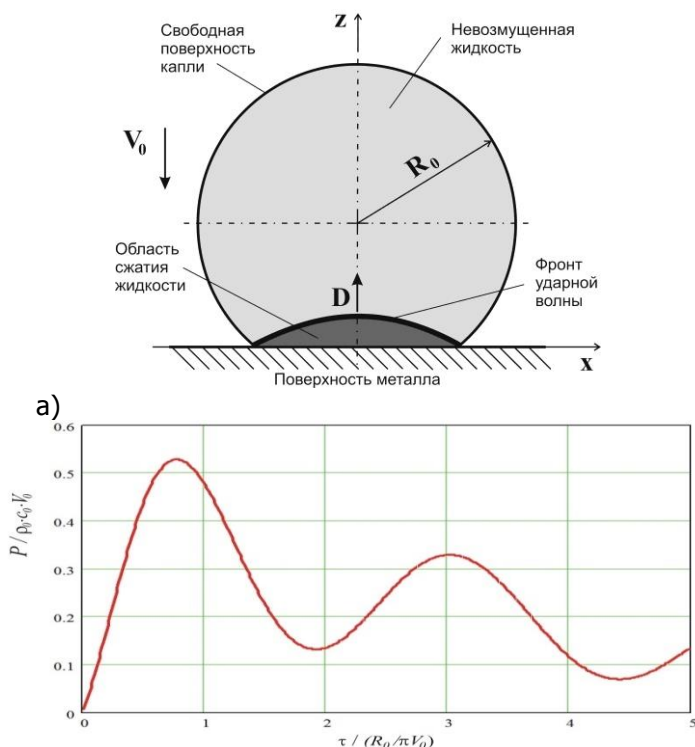 Свободная
поверхность
капли
z
Невозмущенная
жидкость
V₀
R₀
Область
сжатия
жидкости
D
Фронт
ударной
волны
x
Поверхность металла
а)
0.6
0.5
0.4
0.3
0.2
0.1
0
P / ρ₀·c₀·V₀
0 1 2 3 4 5
τ / (R₀/πV₀)